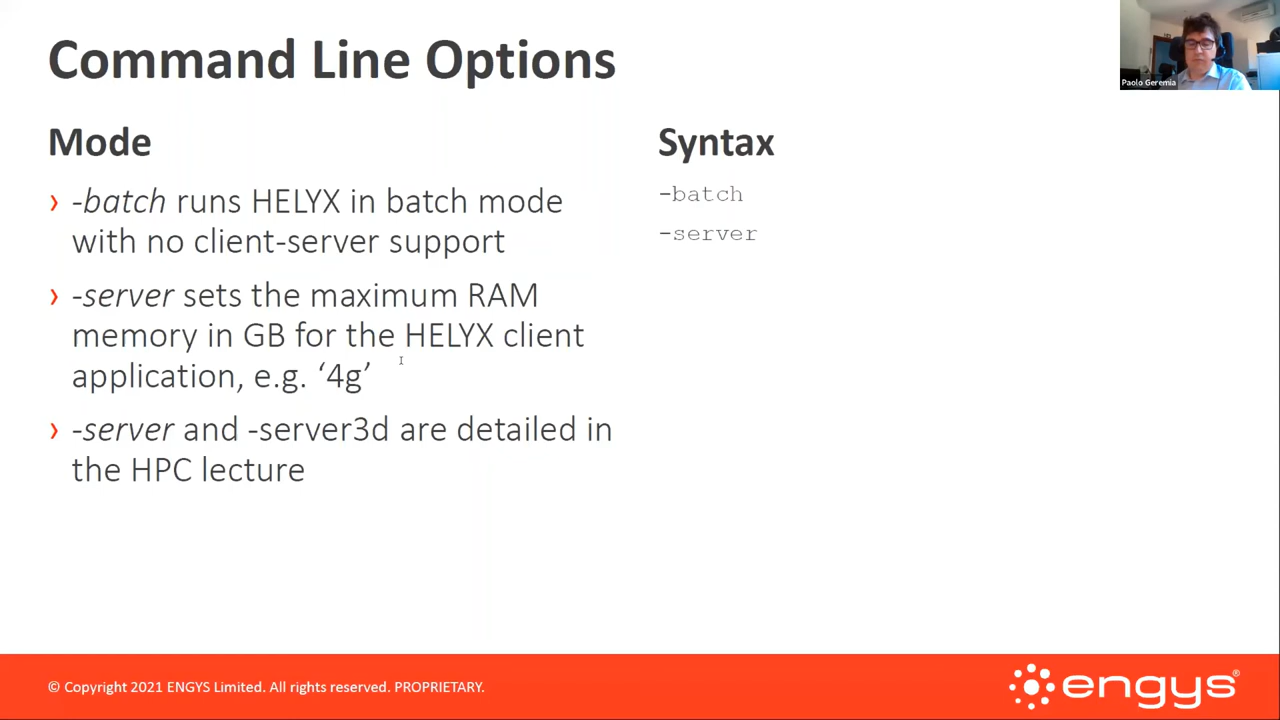 Command Line Options
Paolo Geremia
Mode
› -batch runs HELYX in batch mode
with no client-server support
› -server sets the maximum RAM
memory in GB for the HELYX client
application, e.g. ‘4g’
› -server and -server3d are detailed in
the HPC lecture
Syntax
-batch
-server
© Copyright 2021 ENGYS Limited. All rights reserved. PROPRIETARY.
engys®